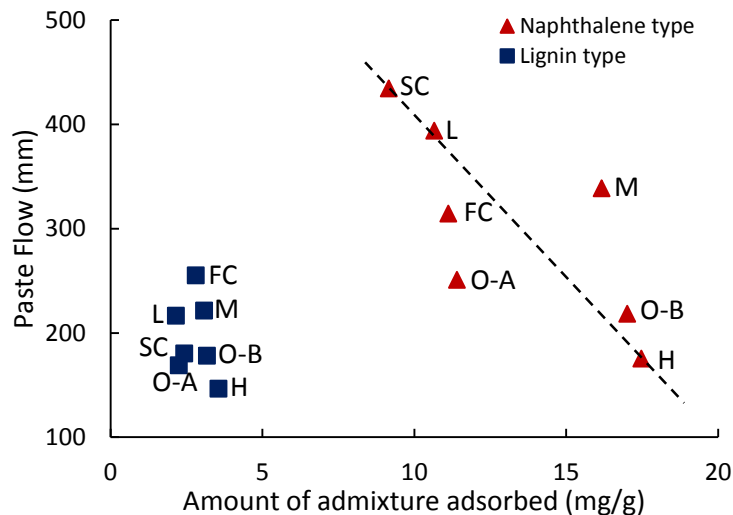 500
400
300
200
100
Paste Flow (mm)
Naphthalene type
Lignin type
SC
L
M
FC
O-A
O-B
H
FC
L
M
SC
O-B
O-A
H
0
5
10
15
20
Amount of admixture adsorbed (mg/g)